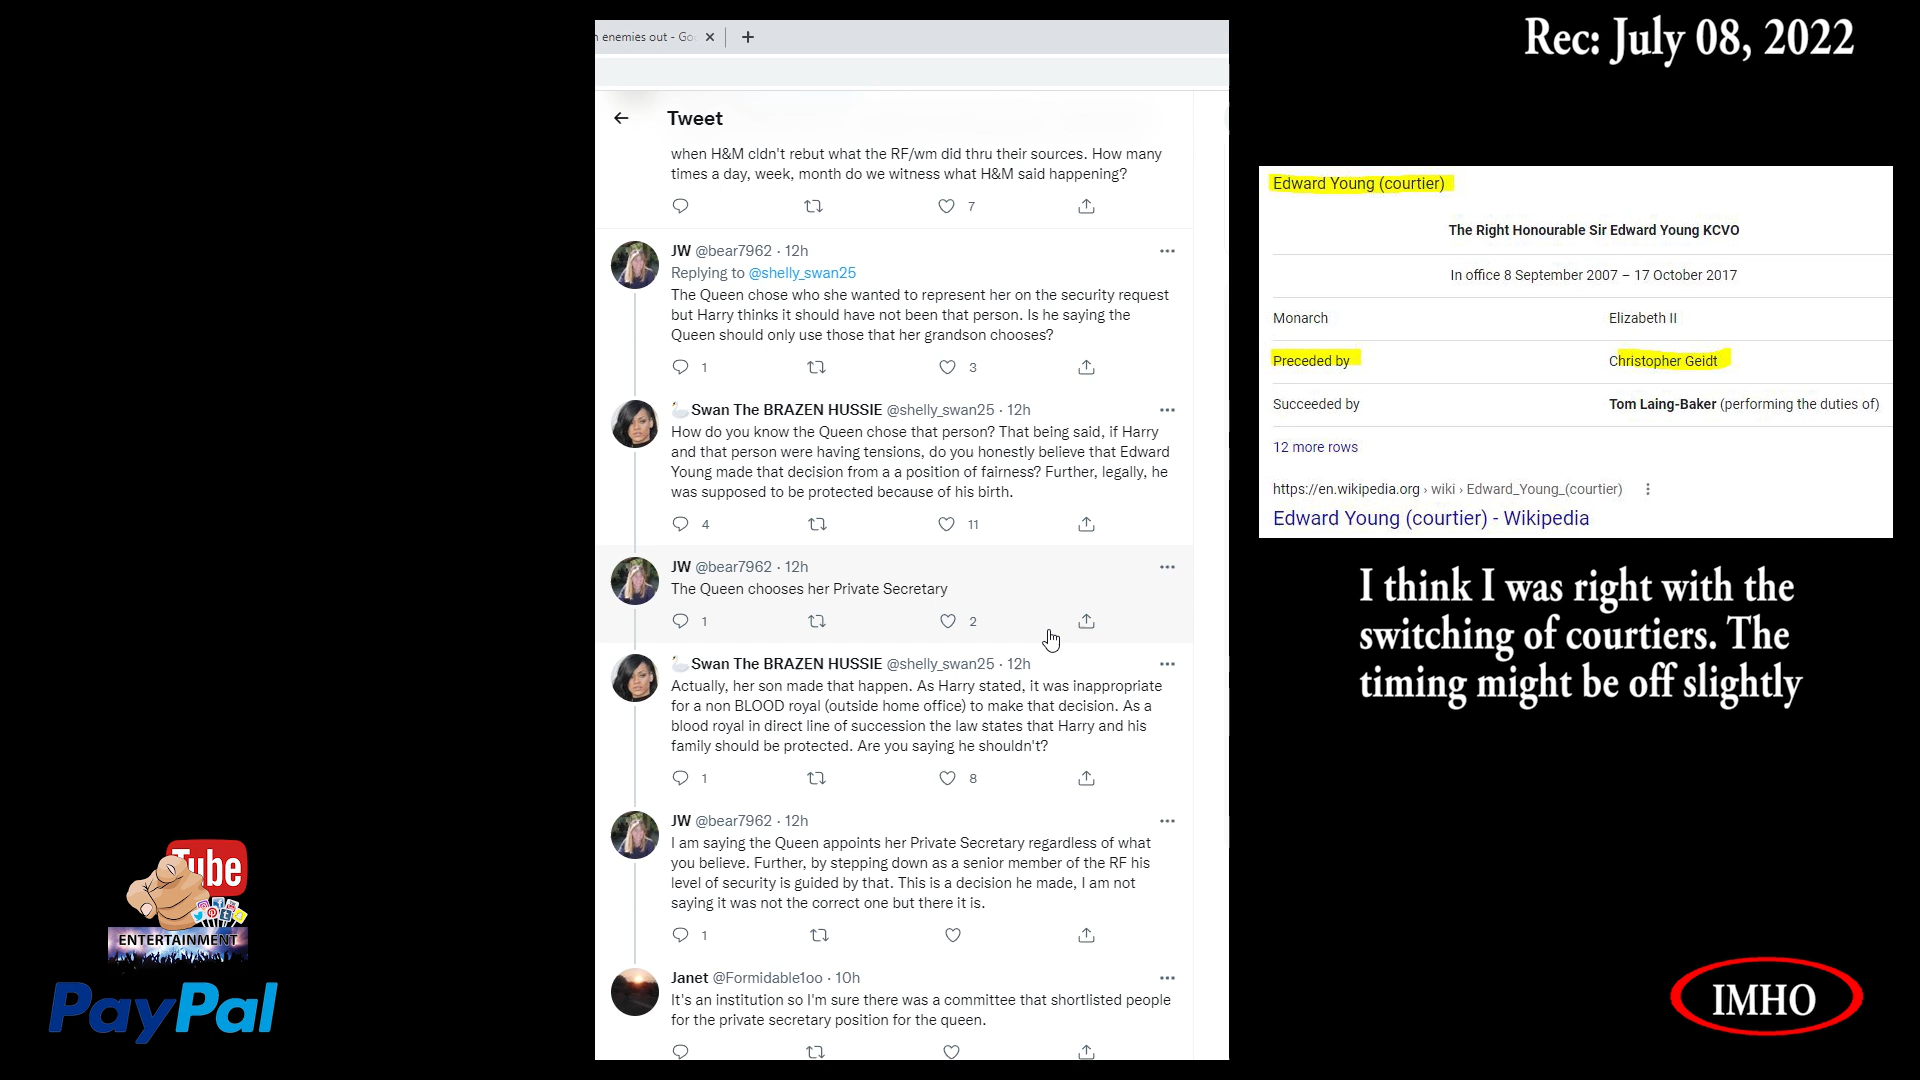 Rec: July 08, 2022
n enemies out - Go
Tweet
when H&M cldn't rebut what the RF/wm did thru their sources. How many
times a day, week, month do we witness what H&M said happening?
7
JW @bear7962 · 12h
Replying to @shelly_swan25
The Queen chose who she wanted to represent her on the security request
but Harry thinks it should have not been that person. Is he saying the
Queen should only use those that her grandson chooses?
1 3
🦢Swan The BRAZEN HUSSIE @shelly_swan25 · 12h
How do you know the Queen chose that person? That being said, if Harry
and that person were having tensions, do you honestly believe that Edward
Young made that decision from a a position of fairness? Further, legally, he
was supposed to be protected because of his birth.
4 11
JW @bear7962 · 12h
The Queen chooses her Private Secretary
1 2
🦢Swan The BRAZEN HUSSIE @shelly_swan25 · 12h
Actually, her son made that happen. As Harry stated, it was inappropriate
for a non BLOOD royal (outside home office) to make that decision. As a
blood royal in direct line of succession the law states that Harry and his
family should be protected. Are you saying he shouldn't?
1 8
JW @bear7962 · 12h
I am saying the Queen appoints her Private Secretary regardless of what
you believe. Further, by stepping down as a senior member of the RF his
level of security is guided by that. This is a decision he made, I am not
saying it was not the correct one but there it is.
1
Janet @Formidable1oo · 10h
It's an institution so I'm sure there was a committee that shortlisted people
for the private secretary position for the queen.
Edward Young (courtier)
The Right Honourable Sir Edward Young KCVO
In office 8 September 2007 – 17 October 2017
Monarch Elizabeth II
Preceded by Christopher Geidt
Succeeded by Tom Laing-Baker (performing the duties of)
12 more rows
https://en.wikipedia.org › wiki › Edward_Young_(courtier)
Edward Young (courtier) - Wikipedia
I think I was right with the
switching of courtiers. The
timing might be off slightly
Tube
ENTERTAINMENT
PayPal
IMHO